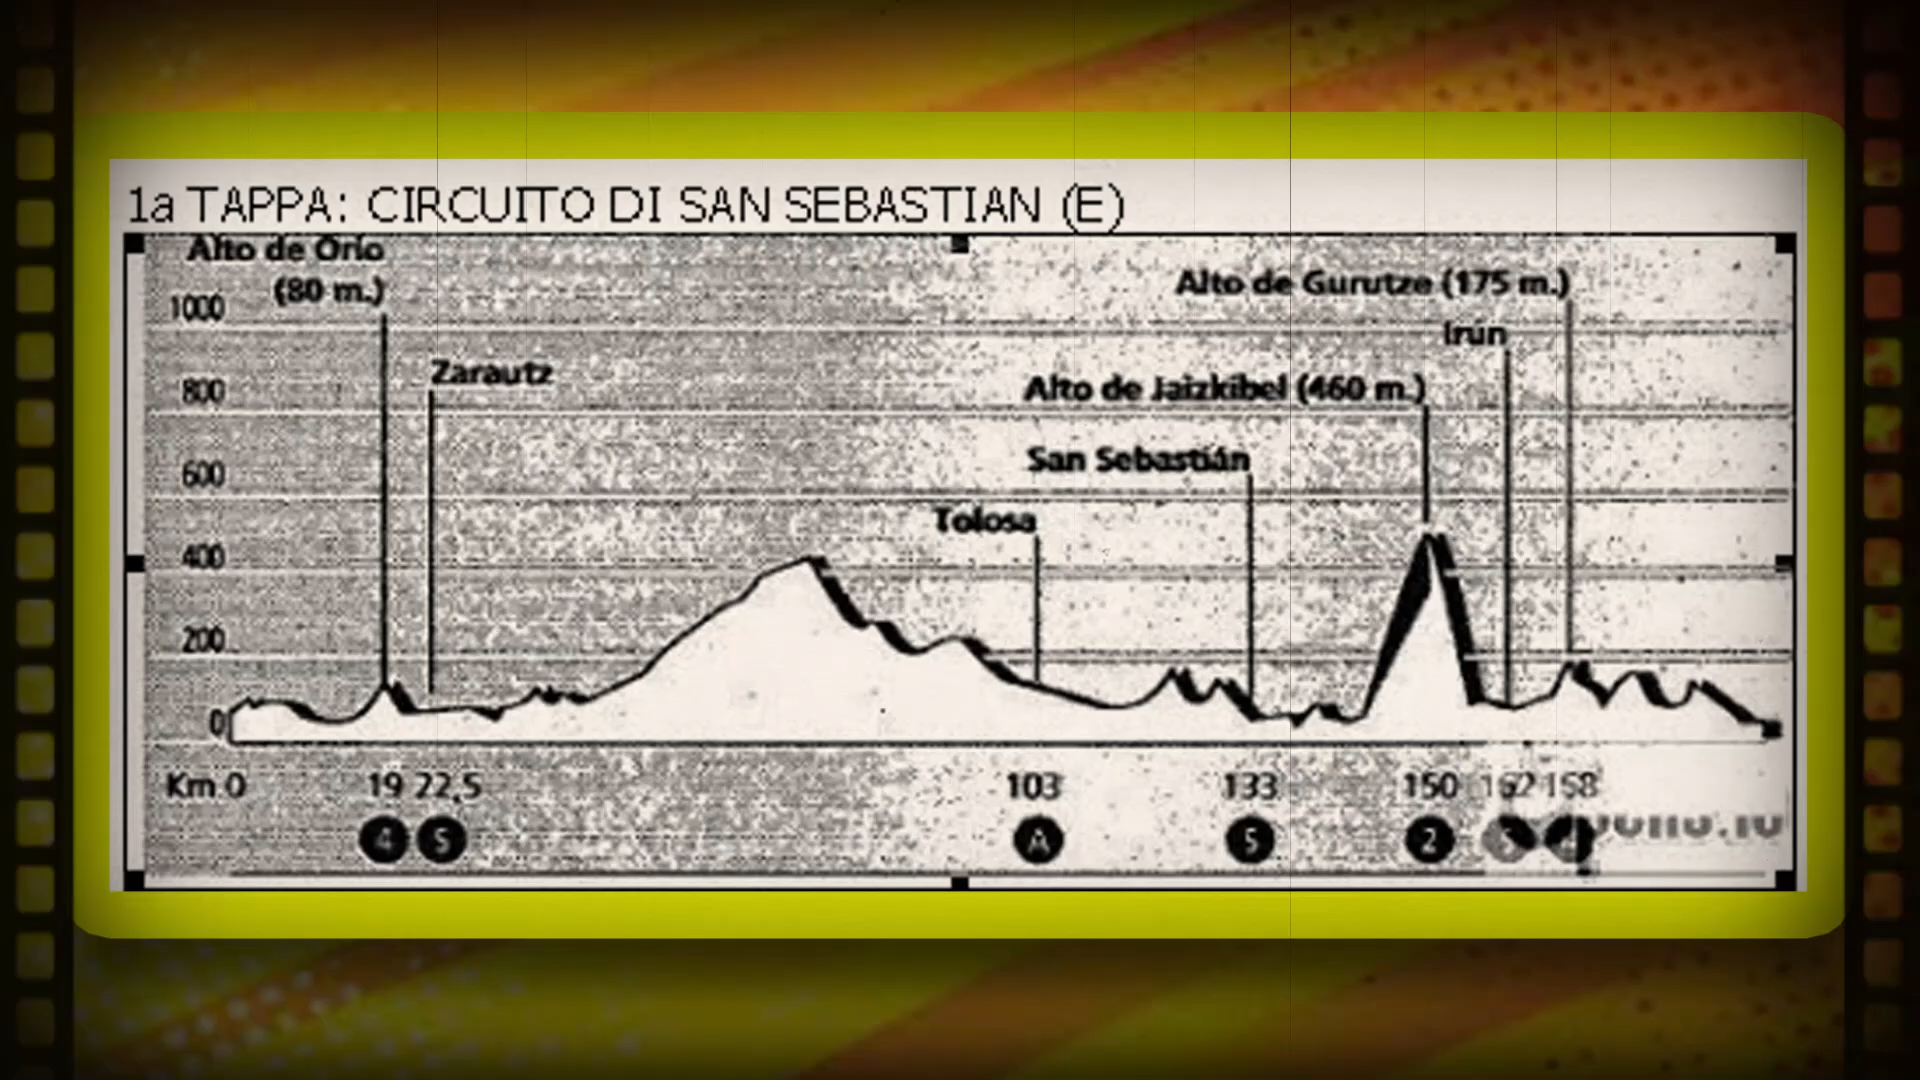 1a TAPPA: CIRCUITO DI SAN SEBASTIAN (E)
Alto de Orio
(80 m.)
Alto de Gurutze (175 m.)
1000
Irún
Zarautz
800
Alto de Jaizkibel (460 m.)
600
San Sebastián
Tolosa
400
200
0
Km 0 19 22,5 103 133 150 162 158
4 S A 5 2